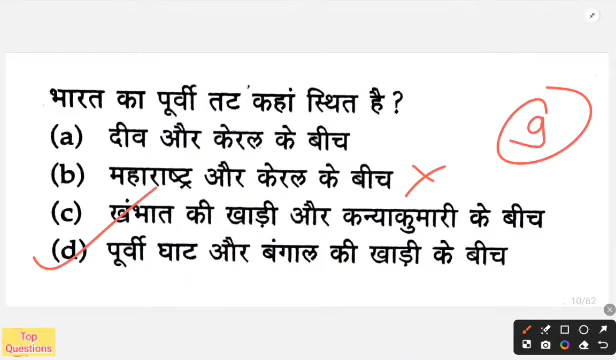 भारत का पूर्वी तट कहां स्थित है ?
(a) दीव और केरल के बीच
(b) महाराष्ट्र और केरल के बीच
(c) खंभात की खाड़ी और कन्याकुमारी के बीच
(d) पूर्वी घाट और बंगाल की खाड़ी के बीच
9
10/62
Top
Questions